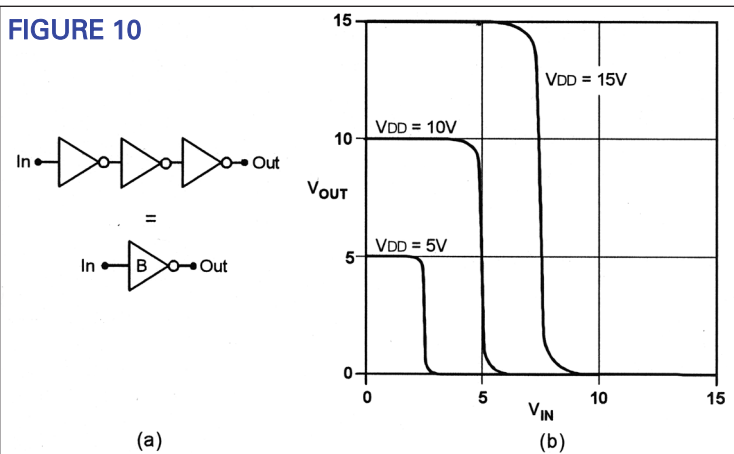 FIGURE 10
In
Out
=
In
B
Out
(a)
15
10
5
0
VOUT
VDD = 15V
VDD = 10V
VDD = 5V
0
5
10
15
VIN
(b)